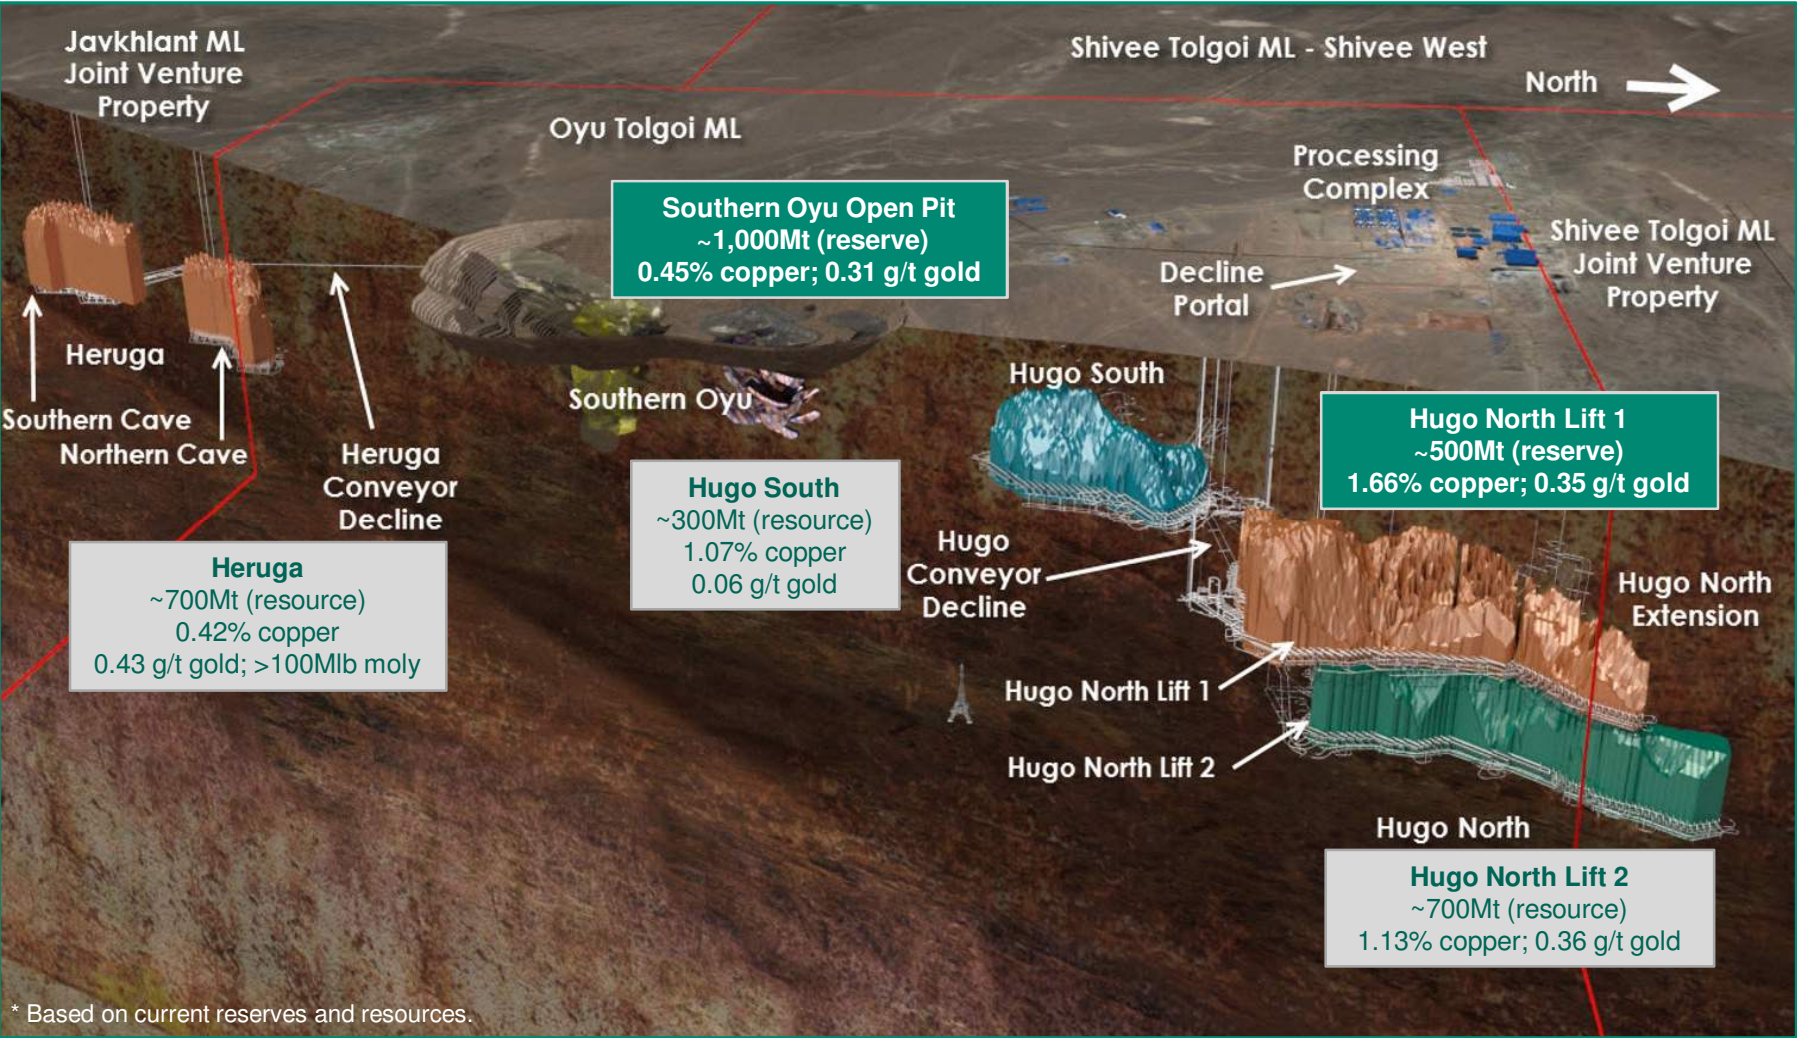 Javkhlant ML
Joint Venture
Property
Shivee Tolgoi ML - Shivee West
North
Oyu Tolgoi ML
Processing
Complex
Southern Oyu Open Pit
~1,000Mt (reserve)
0.45% copper; 0.31 g/t gold
Shivee Tolgoi ML
Joint Venture
Property
Decline
Portal
Heruga
Southern Cave
Northern Cave
Heruga
Conveyor
Decline
Southern Oyu
Hugo South
Hugo North Lift 1
~500Mt (reserve)
1.66% copper; 0.35 g/t gold
Hugo South
~300Mt (resource)
1.07% copper
0.06 g/t gold
Hugo
Conveyor
Decline
Heruga
~700Mt (resource)
0.42% copper
0.43 g/t gold; >100Mlb moly
Hugo North
Extension
Hugo North Lift 1
Hugo North Lift 2
Hugo North
Hugo North Lift 2
~700Mt (resource)
1.13% copper; 0.36 g/t gold
* Based on current reserves and resources.